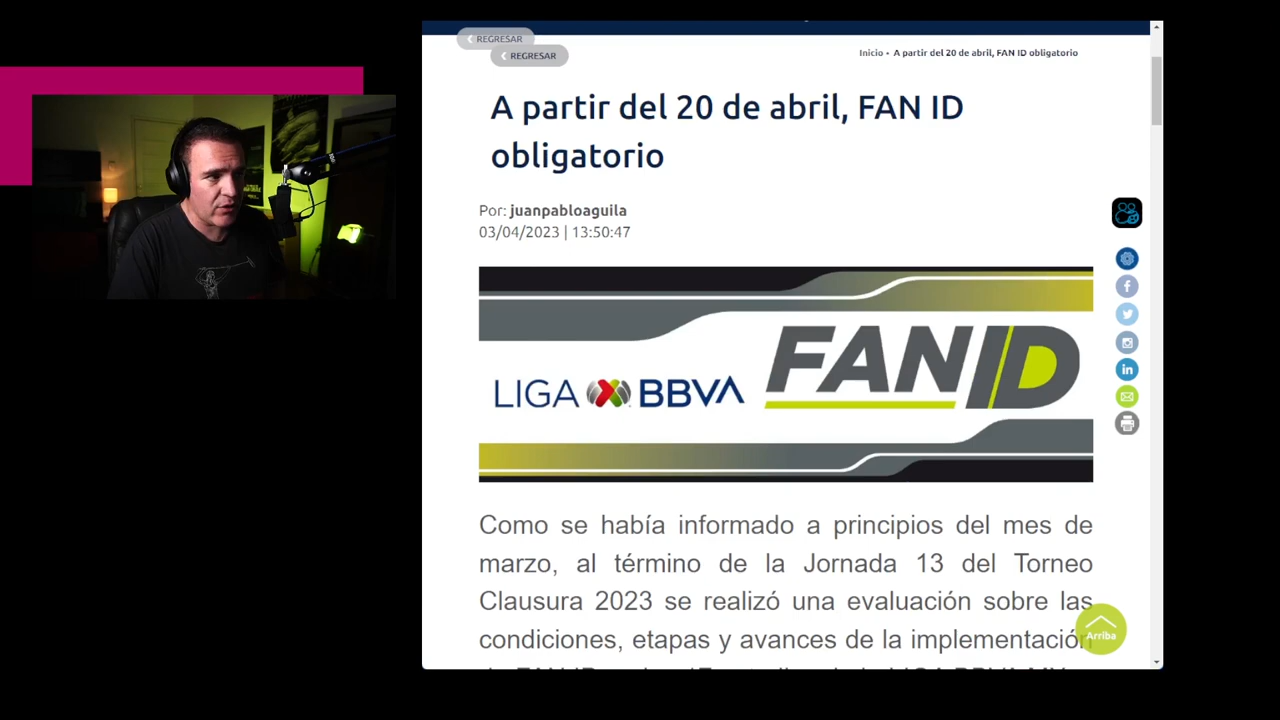 REGRESAR
REGRESAR
Inicio • A partir del 20 de abril, FAN ID obligatorio
A partir del 20 de abril, FAN ID
obligatorio
Por: juanpabloaguila
03/04/2023 | 13:50:47
LIGA BBVA
FAN ID
Como se había informado a principios del mes de
marzo, al término de la Jornada 13 del Torneo
Clausura 2023 se realizó una evaluación sobre las
condiciones, etapas y avances de la implementación
Arriba